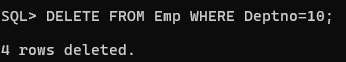 SQL> DELETE FROM Emp WHERE Deptno=10;
4 rows deleted.